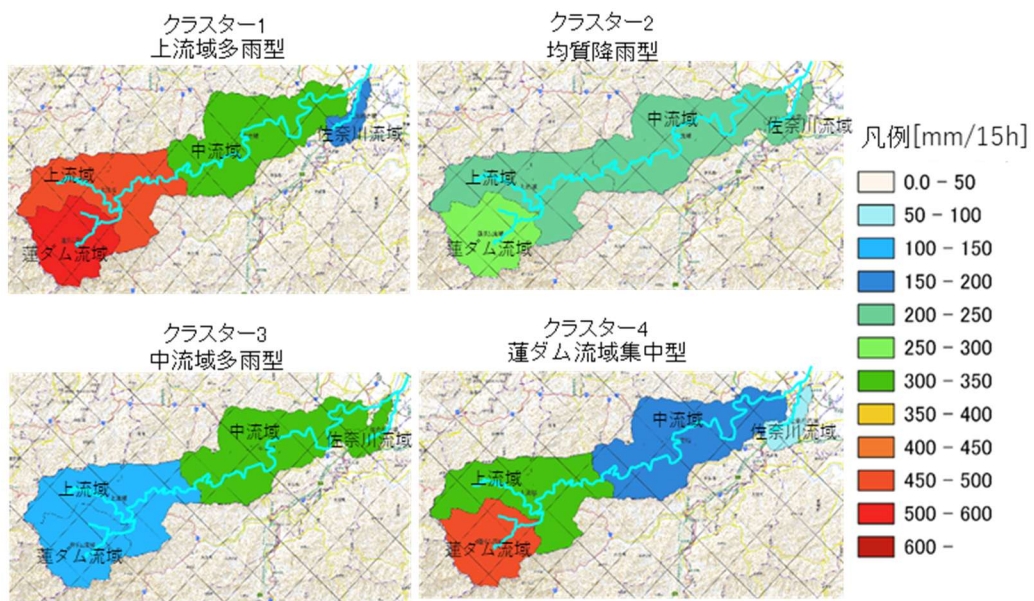 クラスター1
上流域多雨型
中流域
佐奈川流域
上流域
蓮ダム流域
クラスター2
均質降雨型
中流域
佐奈川流域
上流域
蓮ダム流域
クラスター3
中流域多雨型
中流域
佐奈川流域
上流域
蓮ダム流域
クラスター4
蓮ダム流域集中型
中流域
佐奈川流域
上流域
蓮ダム流域
凡例[mm/15h]
0.0 - 50
50 - 100
100 - 150
150 - 200
200 - 250
250 - 300
300 - 350
350 - 400
400 - 450
450 - 500
500 - 600
600 -